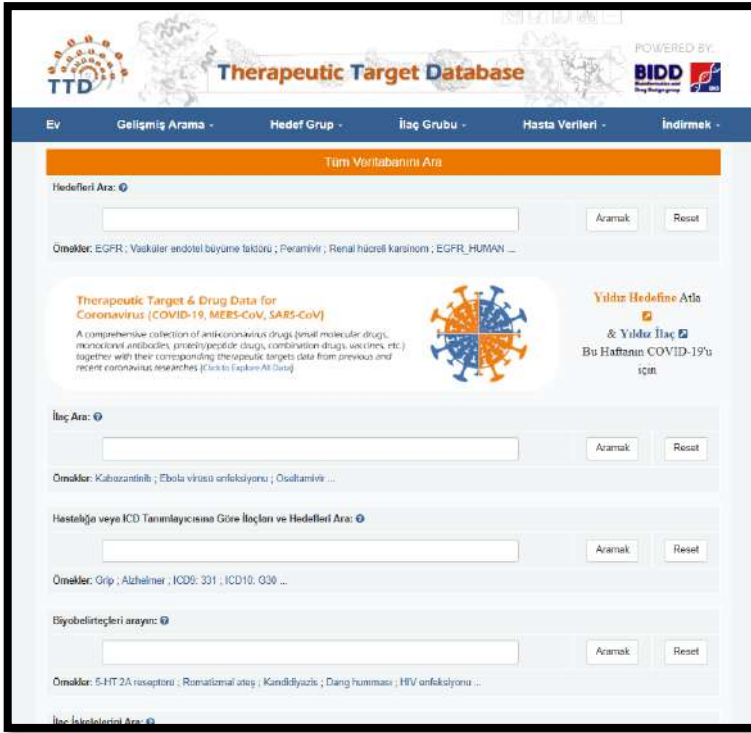 TTD
Therapeutic Target Database
POWERED BY:
BIDD
Ev Gelişmiş Arama Hedef Grup İlaç Grubu Hasta Verileri İndirmek
Tüm Veritabanını Ara
Hedefleri Ara:
Aramak Reset
Örnekler: EGFR ; Vasküler endotel büyüme faktörü ; Peramivir ; Renal hücreli karsinom ; EGFR_HUMAN ...
Therapeutic Target & Drug Data for
Coronavirus (COVID-19, MERS-CoV, SARS-CoV)
A comprehensive collection of anti-coronavirus drugs (small molecular drugs,
monoclonal antibodies, protein/peptide drugs, combination drugs, vaccines, etc.)
together with their corresponding therapeutic targets data from previous and
recent coronavirus researches (Click to Explore All Data)
Yıldız Hedefine Atla
& Yıldız İlaç
Bu Haftanın COVID-19'u
için
İlaç Ara:
Aramak Reset
Örnekler: Kabozantinib ; Ebola virüsü enfeksiyonu ; Oseltamivir ...
Hastalığa veya ICD Tanımlayıcısına Göre İlaçları ve Hedefleri Ara:
Aramak Reset
Örnekler: Grip ; Alzheimer ; ICD9: 331 ; ICD10: G30 ...
Biyobelirteçleri arayın:
Aramak Reset
Örnekler: 5-HT 2A reseptörü ; Romatizmal ateş ; Kandidiyazis ; Dang humması ; HIV enfeksiyonu ...
İlaç İskelelerini Ara: